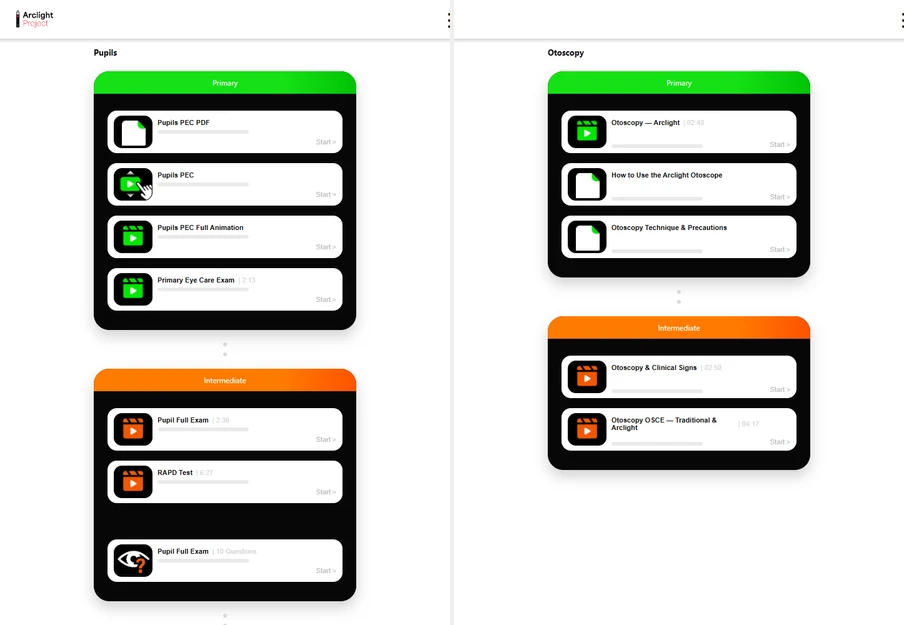 Arclight
Project
Pupils
Primary
Pupils PEC PDF
Start >
Pupils PEC
Start >
Pupils PEC Full Animation
Start >
Primary Eye Care Exam | 2:13
Start >
Intermediate
Pupil Full Exam | 2:36
Start >
RAPD Test | 6:27
Start >
Pupil Full Exam | 10 Questions
Start >
Otoscopy
Primary
Otoscopy — Arclight | 02:43
Start >
How to Use the Arclight Otoscope
Start >
Otoscopy Technique & Precautions
Start >
Intermediate
Otoscopy & Clinical Signs | 02:50
Start >
Otoscopy OSCE — Traditional &
Arclight | 04:17
Start >